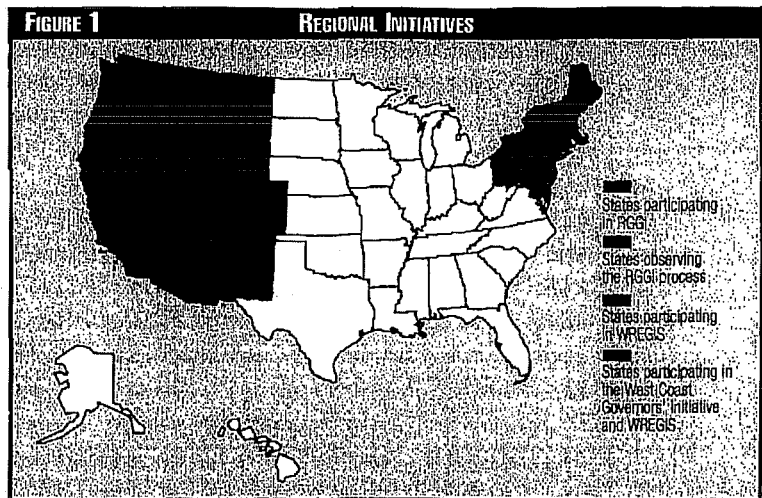 FIGURE 1
REGIONAL INITIATIVES
States participating
in RGGI
States observing
the RGGI process
States participating
in WREGIS
States participating in
the West Coast
Governors' Initiative
and WREGIS